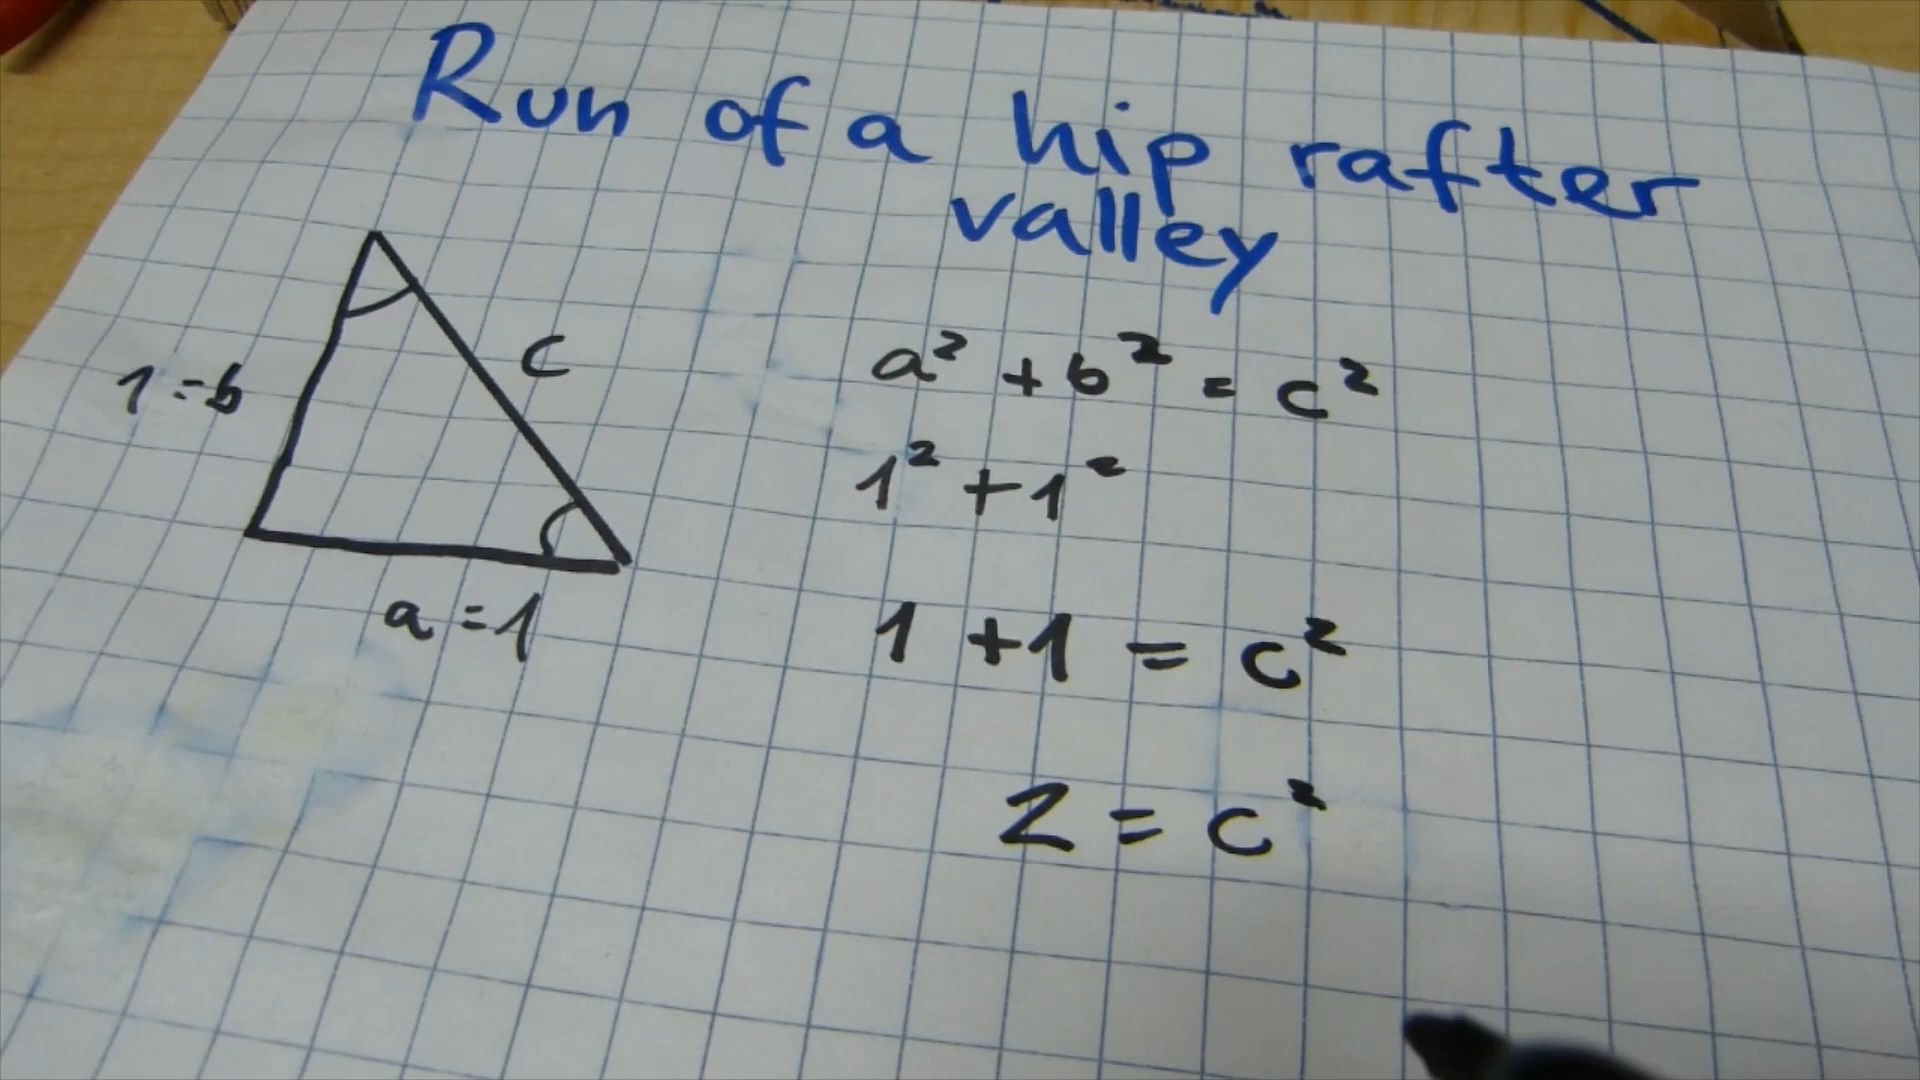 Run of a hip rafter
valley
1=b
c
a=1
a² + b² = c²
1² + 1²
1 + 1 = c²
2 = c²